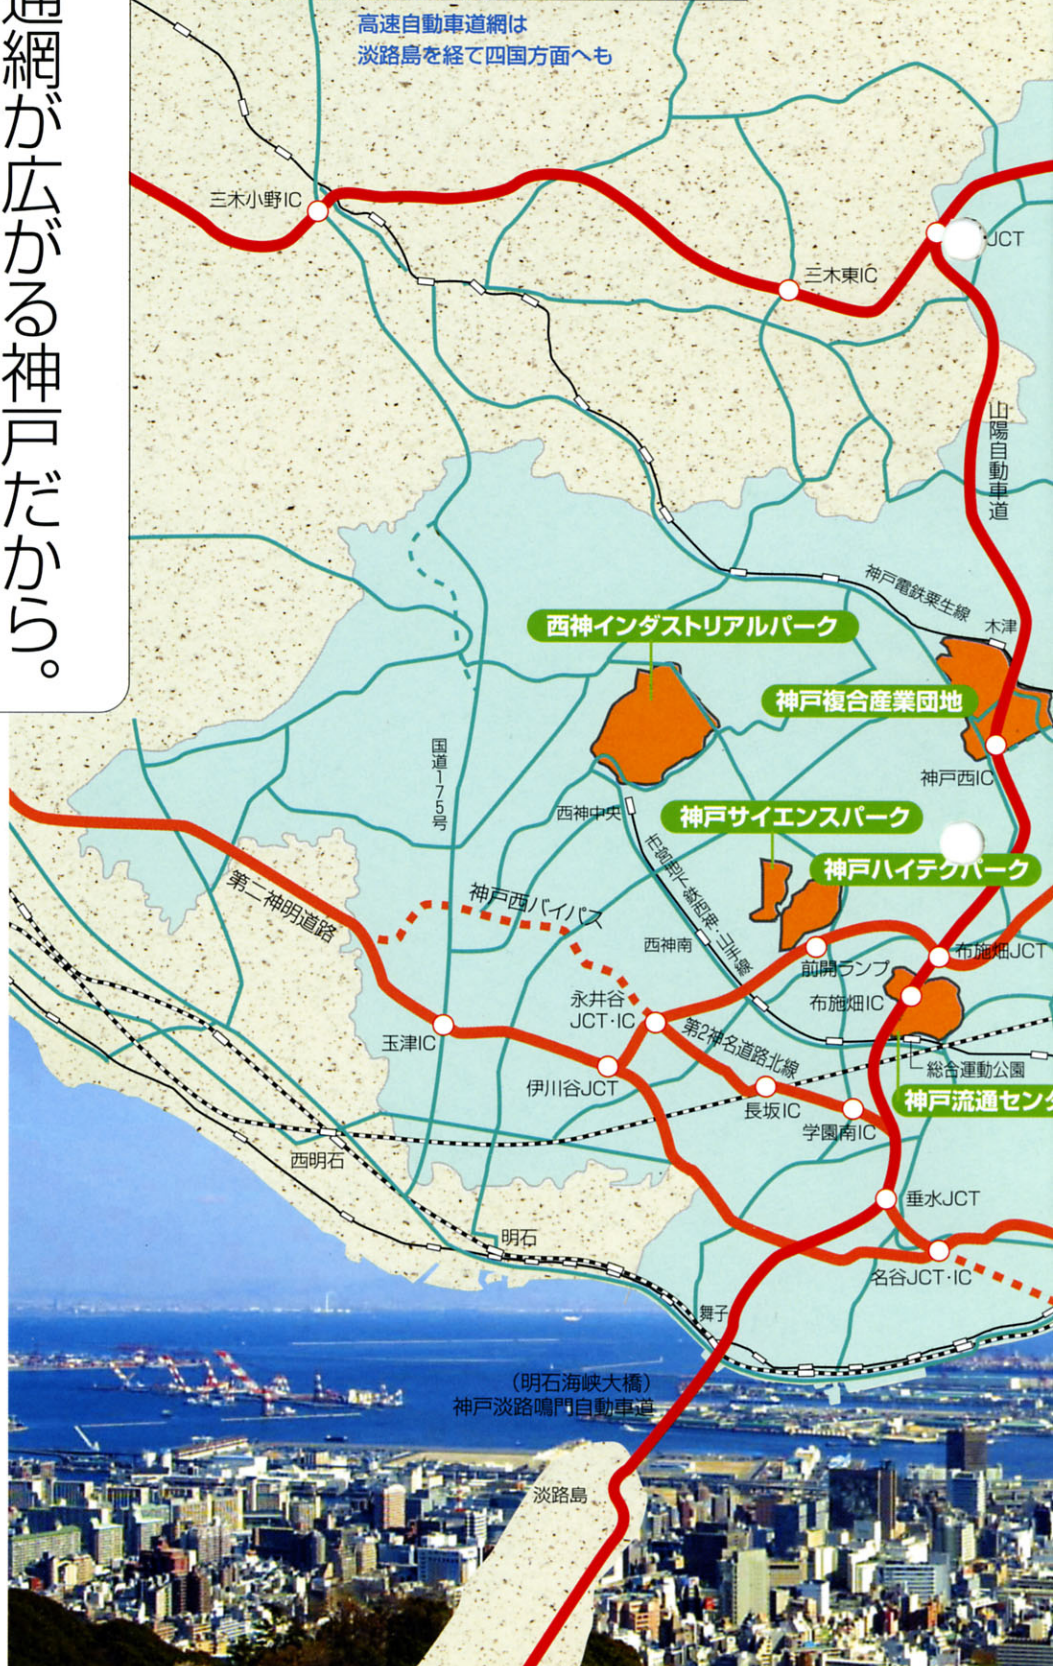 通網が広がる神戸だから。
高速自動車道網は
淡路島を経て四国方面へも
三木小野IC
JCT
三木東IC
山陽自動車道
神戸電鉄粟生線
木津
西神インダストリアルパーク
神戸複合産業団地
国道175号
神戸西IC
西神中央
神戸サイエンスパーク
市営地下鉄西神・山手線
神戸ハイテクパーク
第二神明道路
神戸西バイパス
西神南
前開ランプ
布施畑JCT
布施畑IC
永井谷
JCT・IC
玉津IC
第2神名道路北線
総合運動公園
伊川谷JCT
長坂IC
神戸流通センタ
学園南IC
西明石
垂水JCT
明石
名谷JCT・IC
舞子
(明石海峡大橋)
神戸淡路鳴門自動車道
淡路島